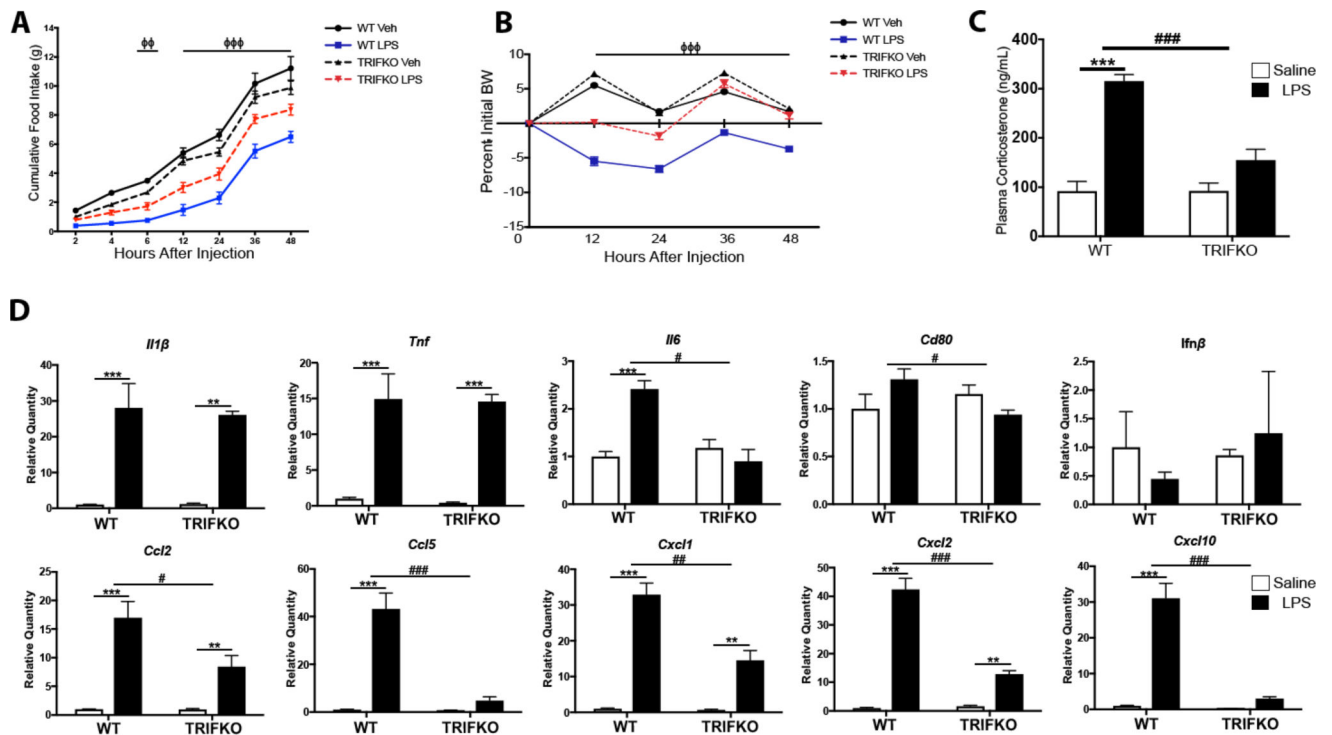 A
WT Veh
WT LPS
TRIFKO Veh
TRIFKO LPS
ϕϕ
ϕϕϕ
Cumulative Food Intake (g)
14
12
10
8
6
4
2
0
2 4 6 12 24 36 48
Hours After Injection
B
WT Veh
WT LPS
TRIFKO Veh
TRIFKO LPS
ϕϕϕ
Percent Initial BW
10
5
0
-5
-10
-15
0 12 24 36 48
Hours After Injection
C
Plasma Corticosterone (ng/mL)
400
300
200
100
0
***
###
Saline
LPS
WT TRIFKO
D
Il1β
Relative Quantity
40
30
20
10
0
***
**
WT TRIFKO
Tnf
Relative Quantity
20
15
10
5
0
***
***
WT TRIFKO
Il6
Relative Quantity
3
2
1
0
***
#
WT TRIFKO
Cd80
Relative Quantity
1.5
1.0
0.5
0.0
#
WT TRIFKO
Ifnβ
Relative Quantity
2.0
1.5
1.0
0.5
0.0
WT TRIFKO
Ccl2
Relative Quantity
25
20
15
10
5
0
***
#
**
WT TRIFKO
Ccl5
Relative Quantity
60
40
20
0
***
###
WT TRIFKO
Cxcl1
Relative Quantity
40
30
20
10
0
***
##
**
WT TRIFKO
Cxcl2
Relative Quantity
50
40
30
20
10
0
***
###
**
WT TRIFKO
Cxcl10
Relative Quantity
40
30
20
10
0
***
###
Saline
LPS
WT TRIFKO